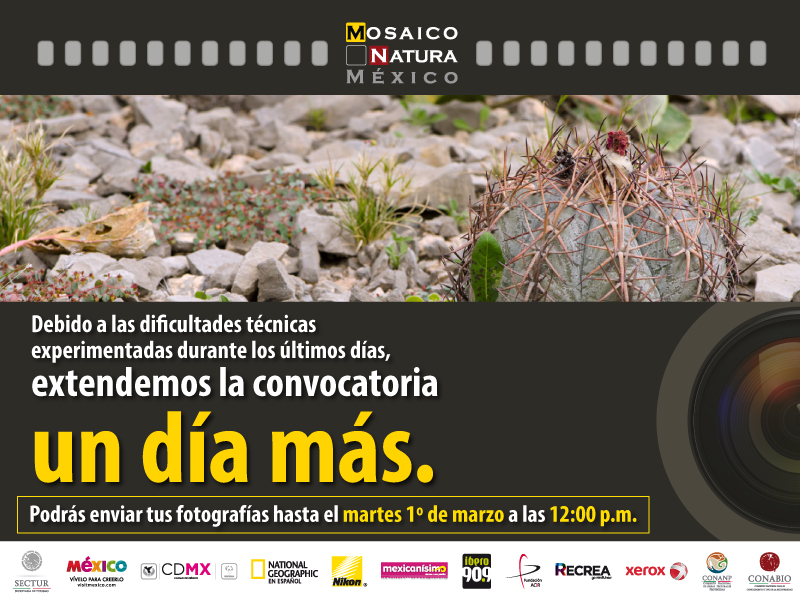 MOSAICO
NATURA
MÉXICO
Debido a las dificultades técnicas
experimentadas durante los últimos días,
extendemos la convocatoria
un día más.
Podrás enviar tus fotografías hasta el martes 1º de marzo a las 12:00 p.m.
SECTUR
MÉXICO
VÍVELO PARA CREERLO
visitmexico.com
CDMX
NATIONAL
GEOGRAPHIC
EN ESPAÑOL
Nikon
mexicanísimo
ibero
90.9
fundación
ACIR
RECREA
xerox
CONANP
CONABIO